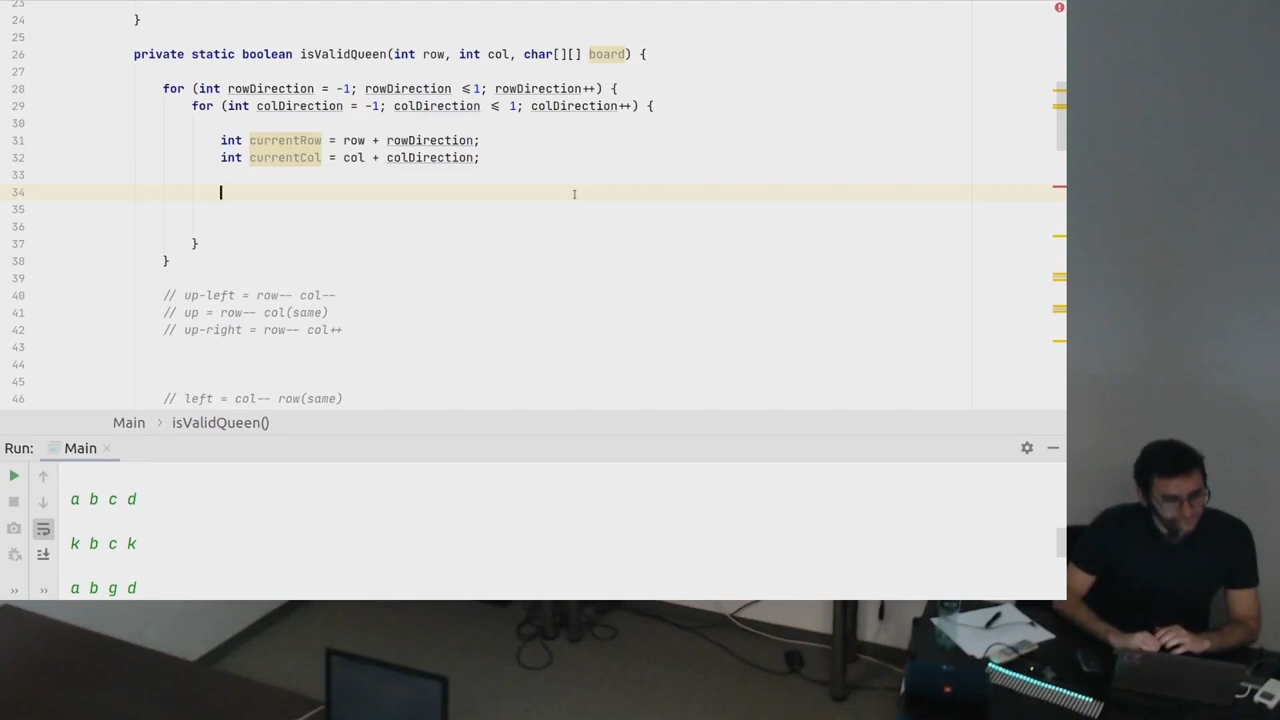 23
24 }
25
26 private static boolean isValidQueen(int row, int col, char[][] board) {
27
28 for (int rowDirection = -1; rowDirection <=1; rowDirection++) {
29 for (int colDirection = -1; colDirection <= 1; colDirection++) {
30
31 int currentRow = row + rowDirection;
32 int currentCol = col + colDirection;
33
34
35
36
37 }
38 }
39
40 // up-left = row-- col--
41 // up = row-- col(same)
42 // up-right = row-- col++
43
44
45
46 // left = col-- row(same)
Main › isValidQueen()
Run: Main ×
a b c d
k b c k
a b g d